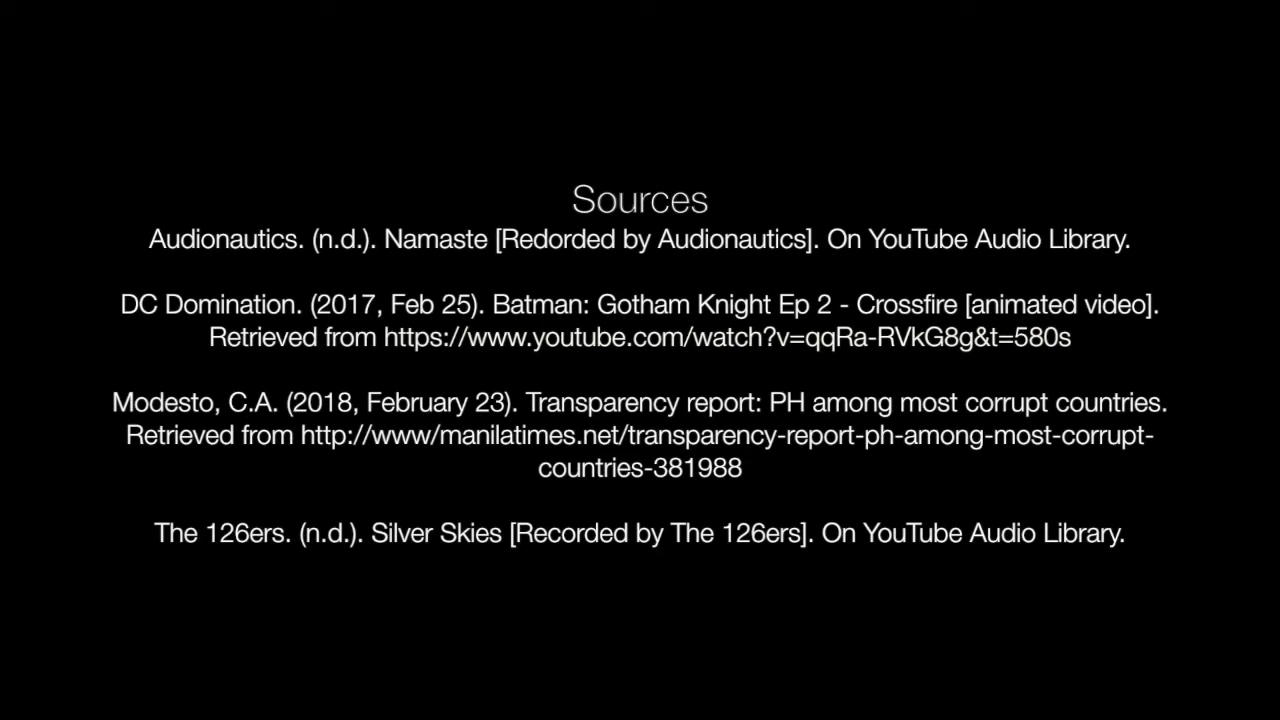 Sources
Audionautics. (n.d.). Namaste [Redorded by Audionautics]. On YouTube Audio Library.
DC Domination. (2017, Feb 25). Batman: Gotham Knight Ep 2 - Crossfire [animated video].
Retrieved from https://www.youtube.com/watch?v=qqRa-RVkG8g&t=580s
Modesto, C.A. (2018, February 23). Transparency report: PH among most corrupt countries.
Retrieved from http://www/manilatimes.net/transparency-report-ph-among-most-corrupt-
countries-381988
The 126ers. (n.d.). Silver Skies [Recorded by The 126ers]. On YouTube Audio Library.